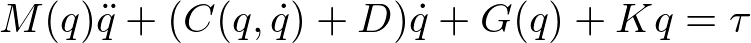 M(q)q̈ + (C(q, q̇) + D)q̇ + G(q) + Kq = τ